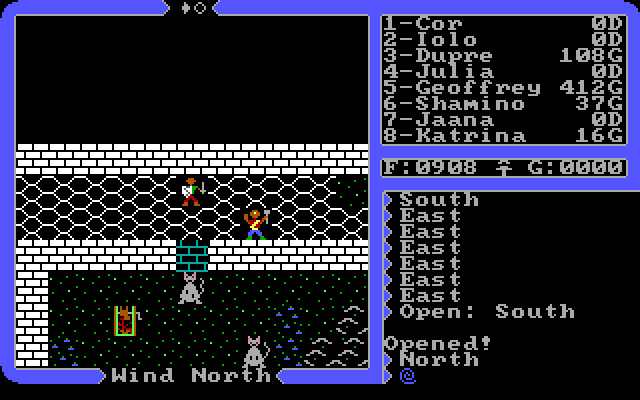 1-Cor 0D
2-Iolo 0D
3-Dupre 108G
4-Julia 0D
5-Geoffrey 412G
6-Shamino 37G
7-Jaana 0D
8-Katrina 16G
F:0908 G:0000
South
East
East
East
East
East
East
Open: South
Opened!
North
Wind North